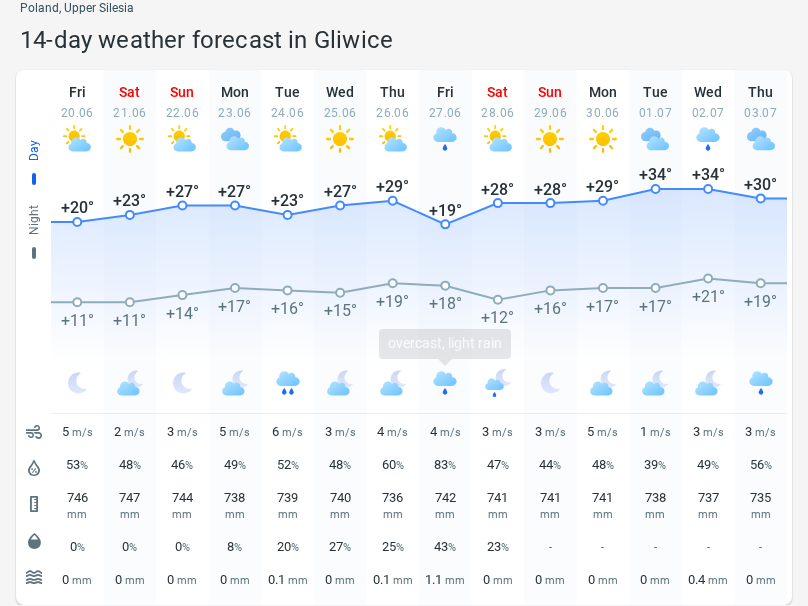 Poland, Upper Silesia
14-day weather forecast in Gliwice
Fri Sat Sun Mon Tue Wed Thu Fri Sat Sun Mon Tue Wed Thu
20.06 21.06 22.06 23.06 24.06 25.06 26.06 27.06 28.06 29.06 30.06 01.07 02.07 03.07
Day
+20° +23° +27° +27° +23° +27° +29° +19° +28° +28° +29° +34° +34° +30°
Night
+11° +11° +14° +17° +16° +15° +19° +18° +12° +16° +17° +17° +21° +19°
overcast, light rain
5 m/s 2 m/s 3 m/s 5 m/s 6 m/s 3 m/s 4 m/s 4 m/s 3 m/s 3 m/s 5 m/s 1 m/s 3 m/s 3 m/s
53% 48% 46% 49% 52% 48% 60% 83% 47% 44% 48% 39% 49% 56%
746 747 744 738 739 740 736 742 741 741 741 738 737 735
mm mm mm mm mm mm mm mm mm mm mm mm mm mm
0% 0% 0% 8% 20% 27% 25% 43% 23% - - - - -
0 mm 0 mm 0 mm 0 mm 0.1 mm 0 mm 0.1 mm 1.1 mm 0 mm 0 mm 0 mm 0 mm 0.4 mm 0 mm